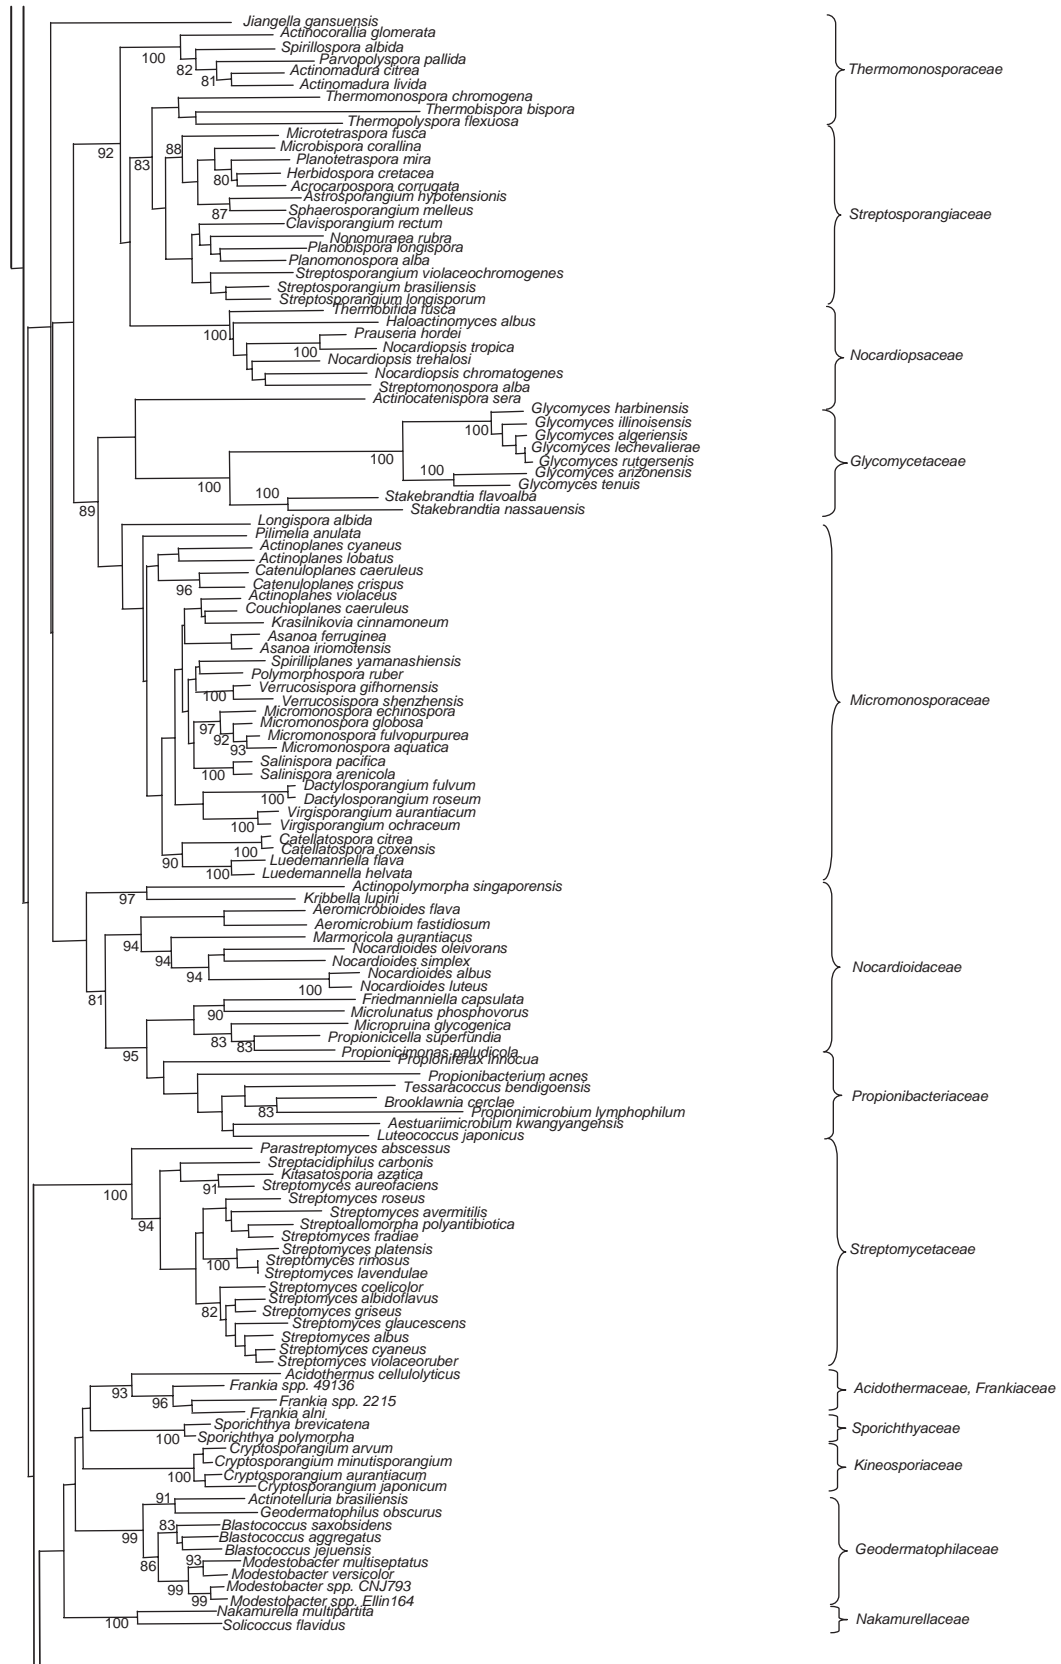 Jiangella gansuensis
Actinocorallia glomerata
100
Spirillospora albida
82
Parvopolyspora pallida
81
Actinomadura citrea
Thermomonosporaceae
Actinomadura livida
Thermomonospora chromogena
Thermobispora bispora
Thermopolyspora flexuosa
92
83
88
Microtetraspora fusca
Microbispora corallina
Planotetraspora mira
80
Herbidospora cretacea
Acrocarpospora corrugata
Astrosporangium hypotensionis
87
Sphaerosporangium melleus
Streptosporangiaceae
Clavisporangium rectum
Nonomuraea rubra
Planobispora longispora
Planomonospora alba
Streptosporangium violaceochromogenes
Streptosporangium brasiliensis
Streptosporangium longisporum
Thermobifida fusca
100
Haloactinomyces albus
Prauseria hordei
100
Nocardiopsis tropica
Nocardiopsaceae
Nocardiopsis trehalosi
Nocardiopsis chromatogenes
Streptomonospora alba
Actinocatenispora sera
Glycomyces harbinensis
100
Glycomyces illinoisensis
Glycomyces algeriensis
100
Glycomyces lechevalierae
Glycomyces rutgersenis
Glycomycetaceae
100
Glycomyces arizonensis
Glycomyces tenuis
100
100
Stakebrandtia flavoalba
89
Stakebrandtia nassauensis
Longispora albida
Pilimelia anulata
Actinoplanes cyaneus
Actinoplanes lobatus
Catenuloplanes caeruleus
96
Catenuloplanes crispus
Actinoplanes violaceus
Couchioplanes caeruleus
Krasilnikovia cinnamoneum
Asanoa ferruginea
Asanoa iriomotensis
Spirilliplanes yamanashiensis
Polymorphospora ruber
Verrucosispora gifhornensis
100
Verrucosispora shenzhensis
Micromonosporaceae
Micromonospora echinospora
97
Micromonospora globosa
92
Micromonospora fulvopurpurea
93
Micromonospora aquatica
Salinispora pacifica
100
Salinispora arenicola
Dactylosporangium fulvum
100
Dactylosporangium roseum
Virgisporangium aurantiacum
100
Virgisporangium ochraceum
Catellatospora citrea
100
Catellatospora coxensis
90
Luedemannella flava
100
Luedemannella helvata
Actinopolymorpha singaporensis
97
Kribbella lupini
Aeromicrobioides flava
Aeromicrobium fastidiosum
94
Marmoricola aurantiacus
94
Nocardioides oleivorans
Nocardioides simplex
94
Nocardioides albus
Nocardioidaceae
100
Nocardioides luteus
81
Friedmanniella capsulata
90
Microlunatus phosphovorus
Micropruina glycogenica
83
Propionicicella superfundia
83
95
Propionicimonas paludicola
Propioniferax innocua
Propionibacterium acnes
Tessaracoccus bendigoensis
Brooklawnia cerclae
Propionibacteriaceae
83
Propionimicrobium lymphophilum
Aestuariimicrobium kwangyangensis
Luteococcus japonicus
Parastreptomyces abscessus
Streptacidiphilus carbonis
Kitasatosporia azatica
100
91
Streptomyces aureofaciens
Streptomyces roseus
Streptomyces avermitilis
94
Streptoallomorpha polyantibiotica
Streptomyces fradiae
Streptomyces platensis
Streptomycetaceae
100
Streptomyces rimosus
Streptomyces lavendulae
Streptomyces coelicolor
Streptomyces albidoflavus
82
Streptomyces griseus
Streptomyces glaucescens
Streptomyces albus
Streptomyces cyaneus
Streptomyces violaceoruber
Acidothermus cellulolyticus
93
Frankia spp. 49136
Acidothermaceae, Frankiaceae
96
Frankia spp. 2215
Frankia alni
Sporichthya brevicatena
Sporichthyaceae
100
Sporichthya polymorpha
Cryptosporangium arvum
Cryptosporangium minutisporangium
Kineosporiaceae
100
Cryptosporangium aurantiacum
Cryptosporangium japonicum
91
Actinotelluria brasiliensis
Geodermatophilus obscurus
99
83
Blastococcus saxobsidens
Blastococcus aggregatus
Blastococcus jejuensis
Geodermatophilaceae
86
93
Modestobacter multiseptatus
Modestobacter versicolor
99
Modestobacter spp. CNJ793
99
Modestobacter spp. Ellin164
Nakamurella multipartita
100
Nakamurellaceae
Solicoccus flavidus